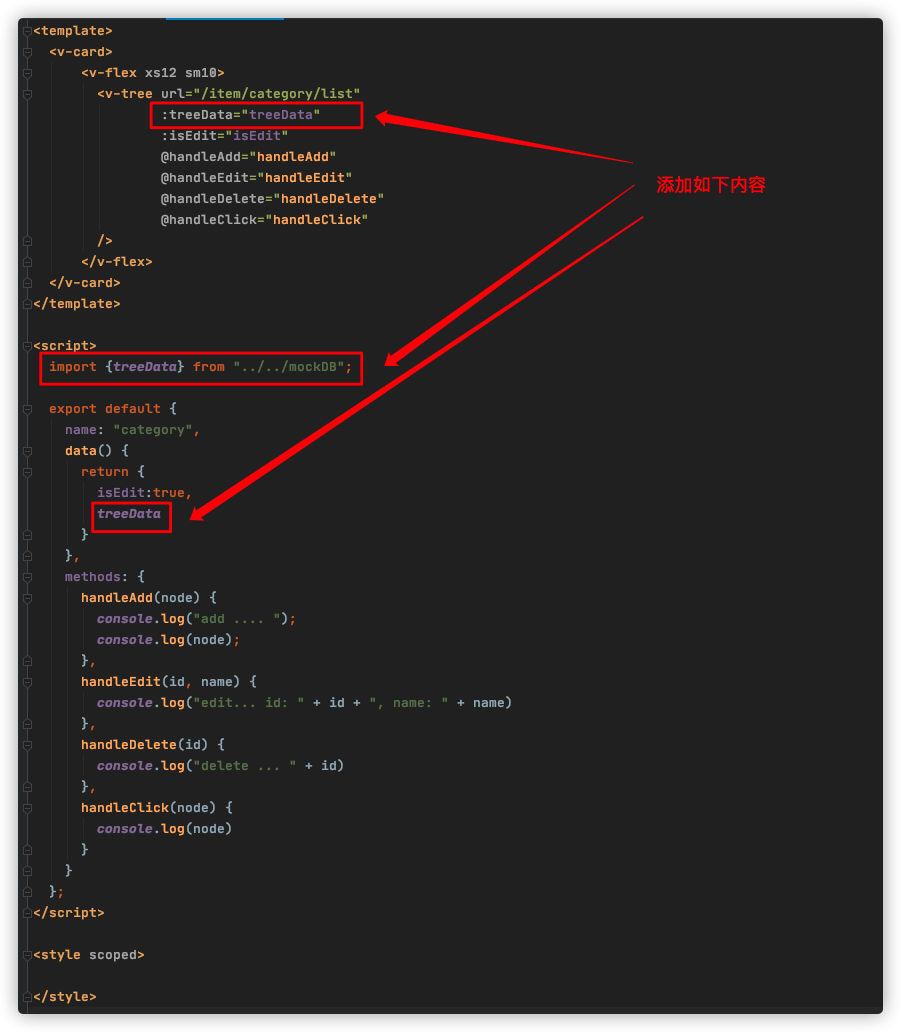 <template>
<v-card>
<v-flex xs12 sm10>
<v-tree url="/item/category/list"
:treeData="treeData"
:isEdit="isEdit"
@handleAdd="handleAdd"
添加如下内容
@handleEdit="handleEdit"
@handleDelete="handleDelete"
@handleClick="handleClick"
/>
</v-flex>
</v-card>
</template>
<script>
import {treeData} from "../../mockDB";
export default {
name: "category",
data() {
return {
isEdit:true,
treeData
}
},
methods: {
handleAdd(node) {
console.log("add .... ");
console.log(node);
},
handleEdit(id, name) {
console.log("edit... id: " + id + ", name: " + name)
},
handleDelete(id) {
console.log("delete ... " + id)
},
handleClick(node) {
console.log(node)
}
}
};
</script>
<style scoped>
</style>